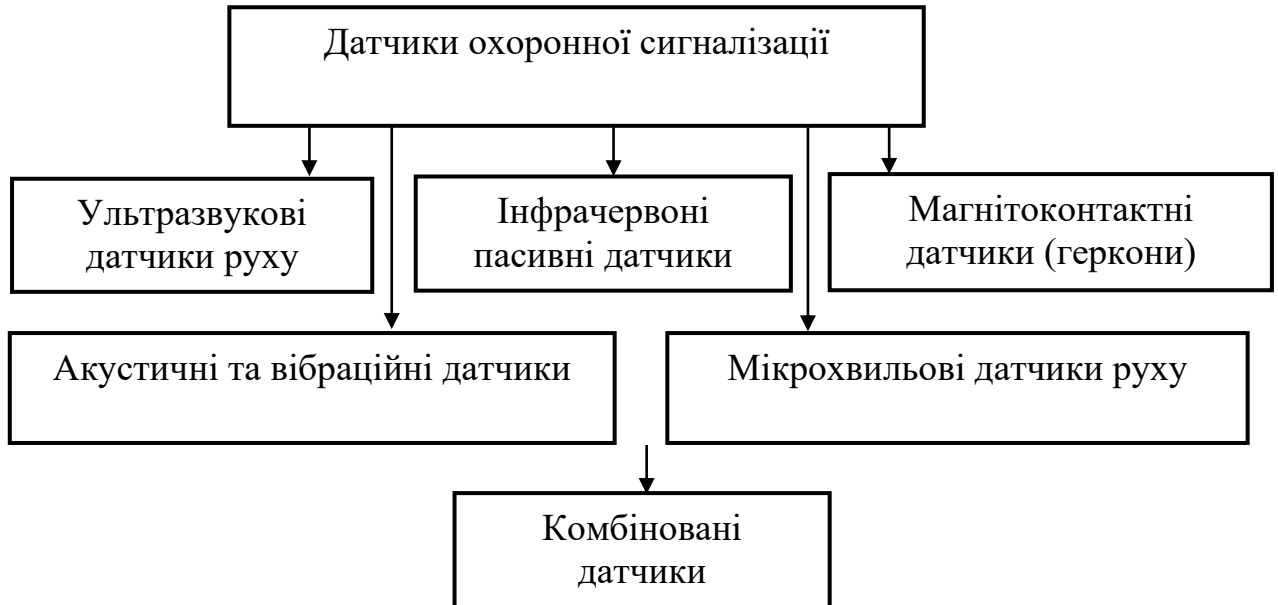 Датчики охоронної сигналізації
Ультразвукові
датчики руху
Інфрачервоні
пасивні датчики
Магнітоконтактні
датчики (геркони)
Акустичні та вібраційні датчики
Мікрохвильові датчики руху
Комбіновані
датчики